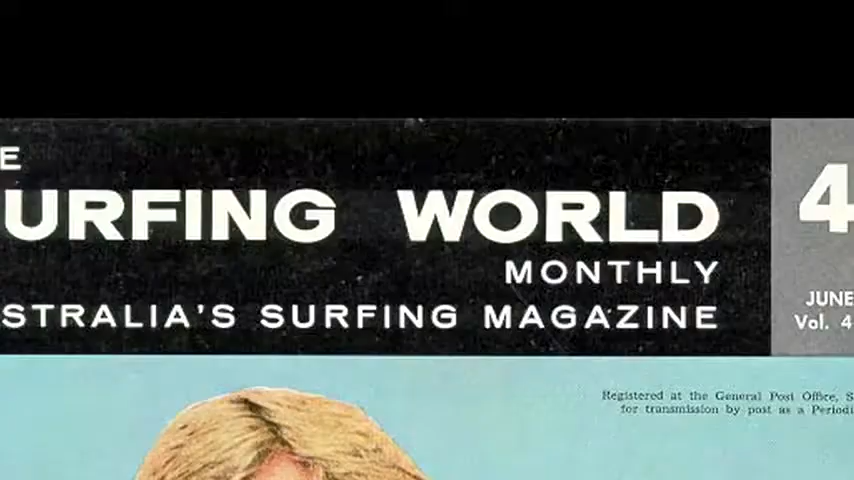 E
URFING WORLD
MONTHLY
STRALIA'S SURFING MAGAZINE
4
JUNE
Vol. 4
Registered at the General Post Office, S
for transmission by post as a Periodi